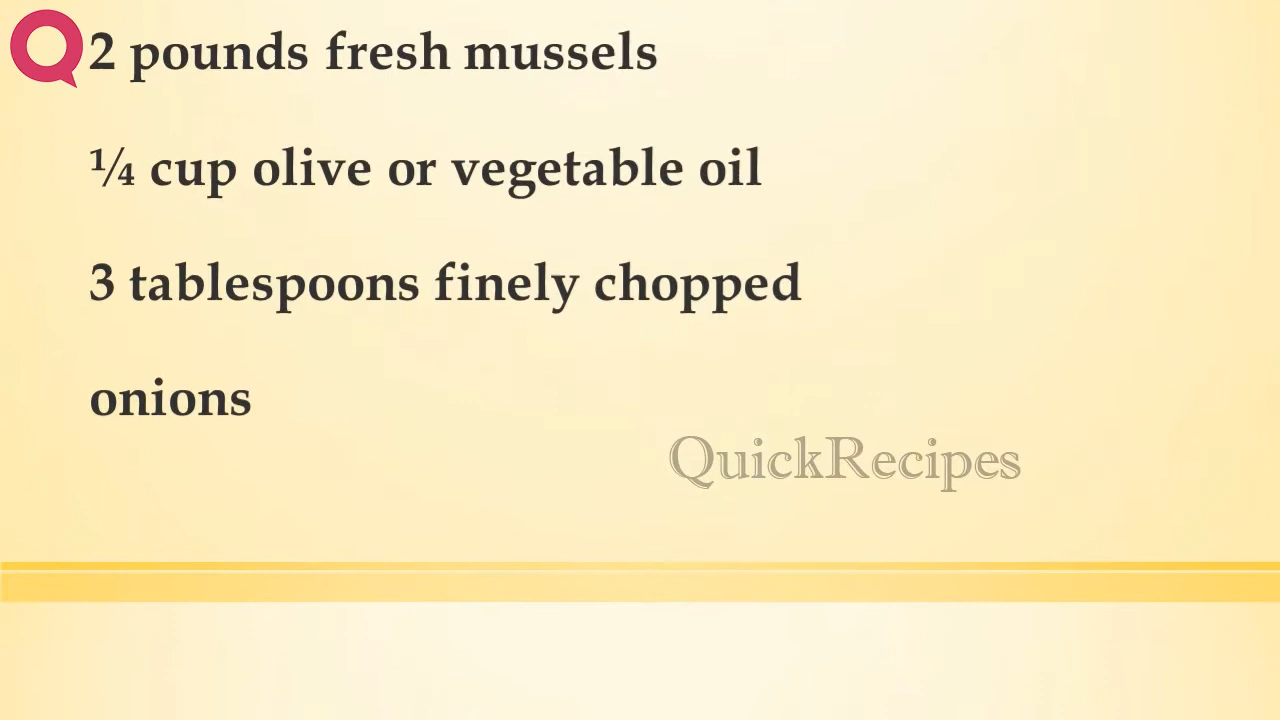 2 pounds fresh mussels
¼ cup olive or vegetable oil
3 tablespoons finely chopped
onions
QuickRecipes